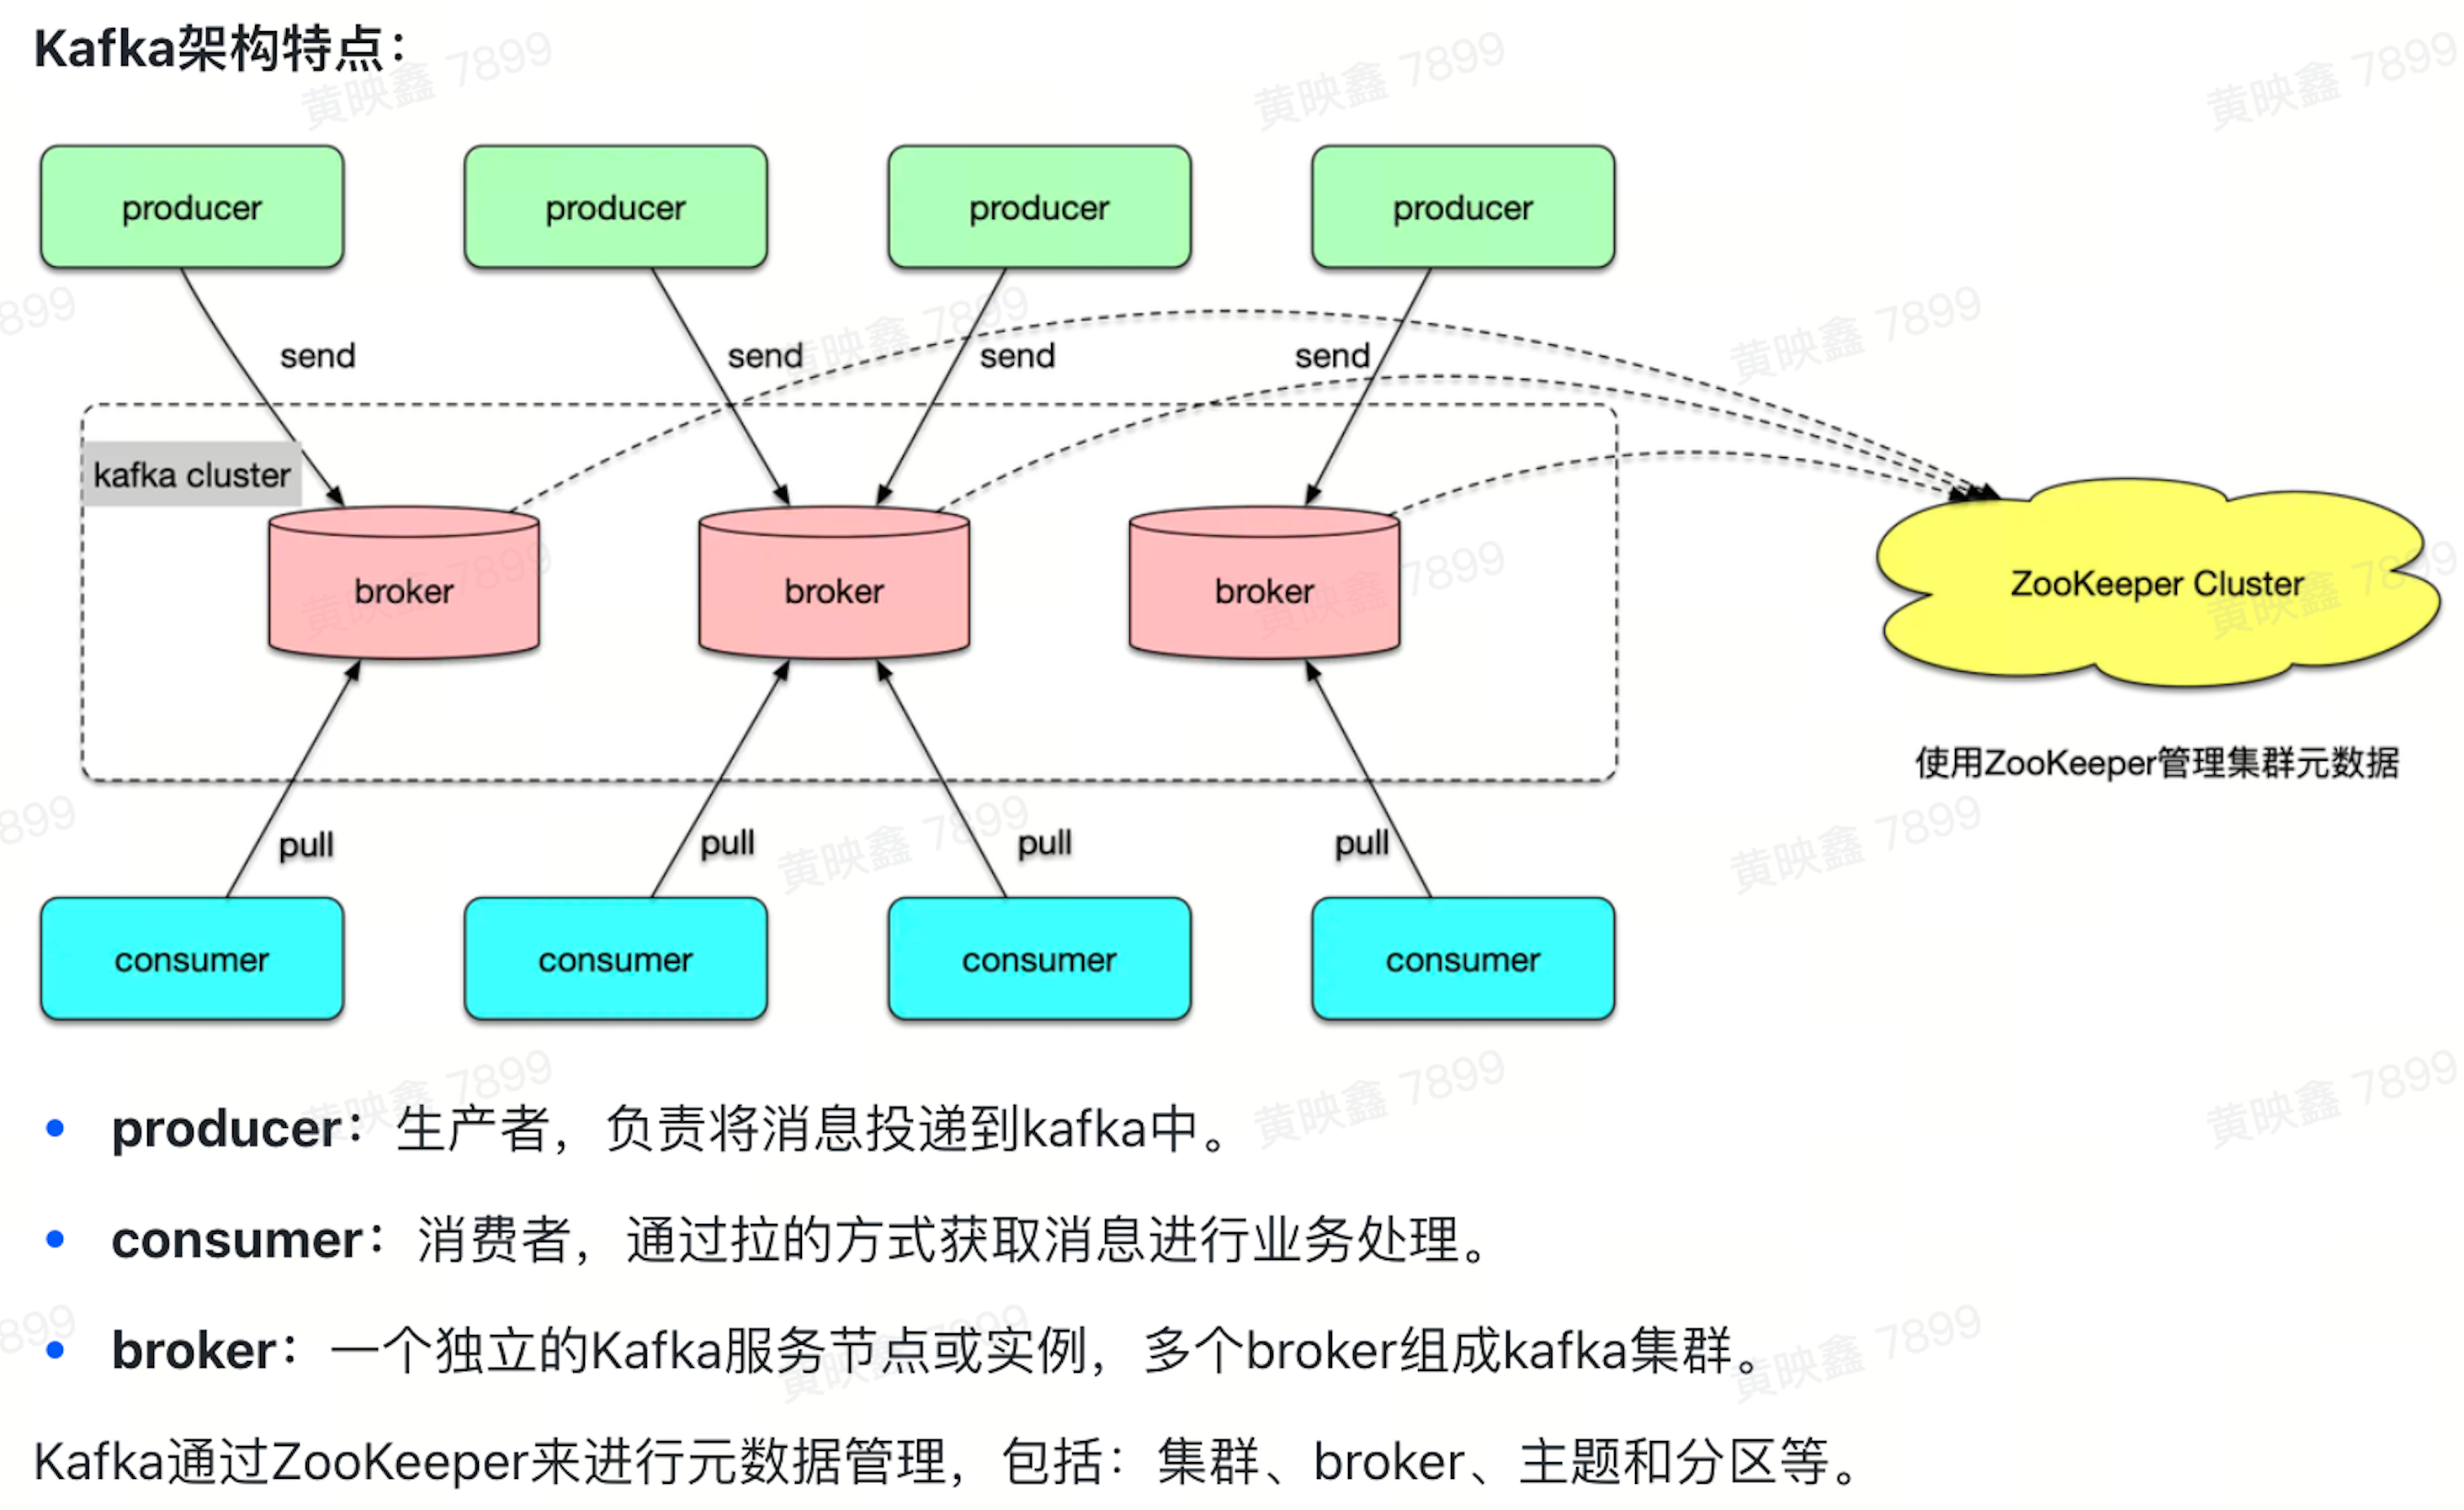 Kafka架构特点：
producer producer producer producer
send send send send
kafka cluster
broker broker broker
ZooKeeper Cluster
使用ZooKeeper管理集群元数据
pull pull pull pull
consumer consumer consumer consumer
producer：生产者，负责将消息投递到kafka中。
consumer：消费者，通过拉的方式获取消息进行业务处理。
broker：一个独立的Kafka服务节点或实例，多个broker组成kafka集群。
Kafka通过ZooKeeper来进行元数据管理，包括：集群、broker、主题和分区等。
黄映鑫 7899